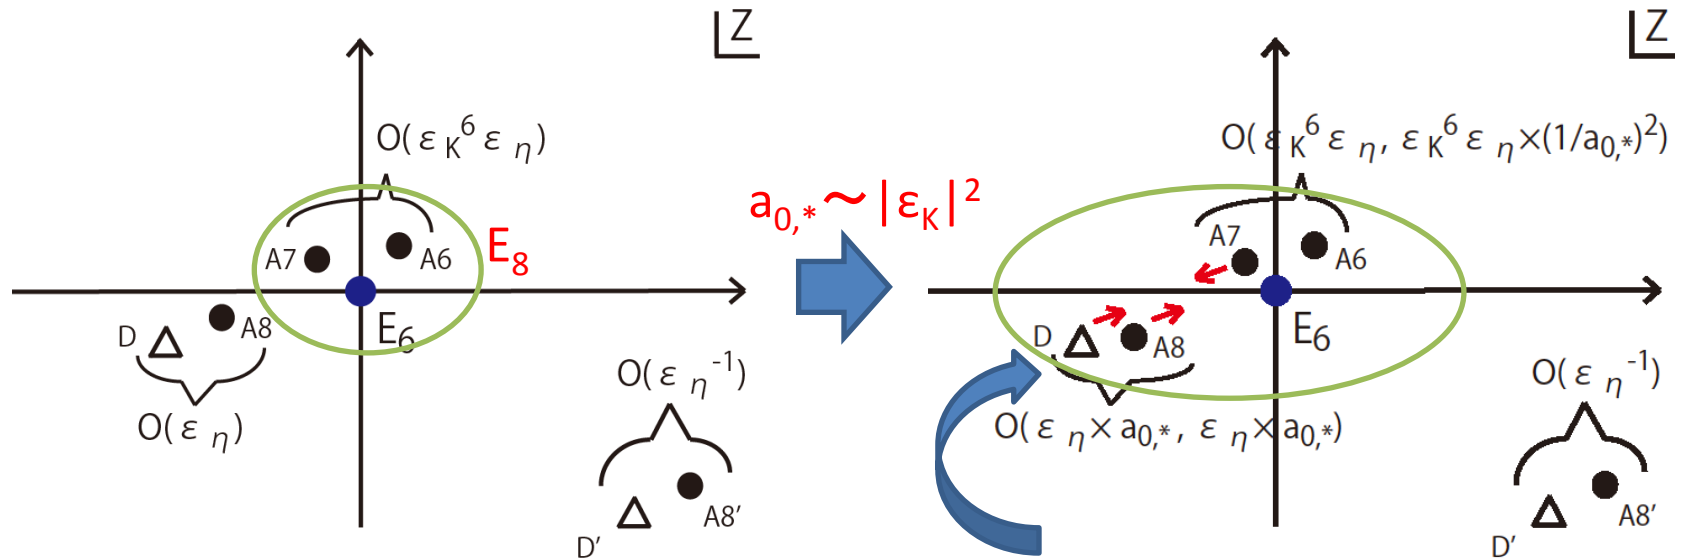 Z
O(ε_K^6 ε_η)
A7
A6
E_8
E_6
D
A8
O(ε_η)
O(ε_η^-1)
A8’
D’
a_0,*~|ε_K|^2
Z
O(ε_K^6 ε_η, ε_K^6 ε_η×(1/a_0,*)^2)
A7
A6
E_6
D
A8
O(ε_η×a_0,*, ε_η×a_0,*)
O(ε_η^-1)
A8’
D’